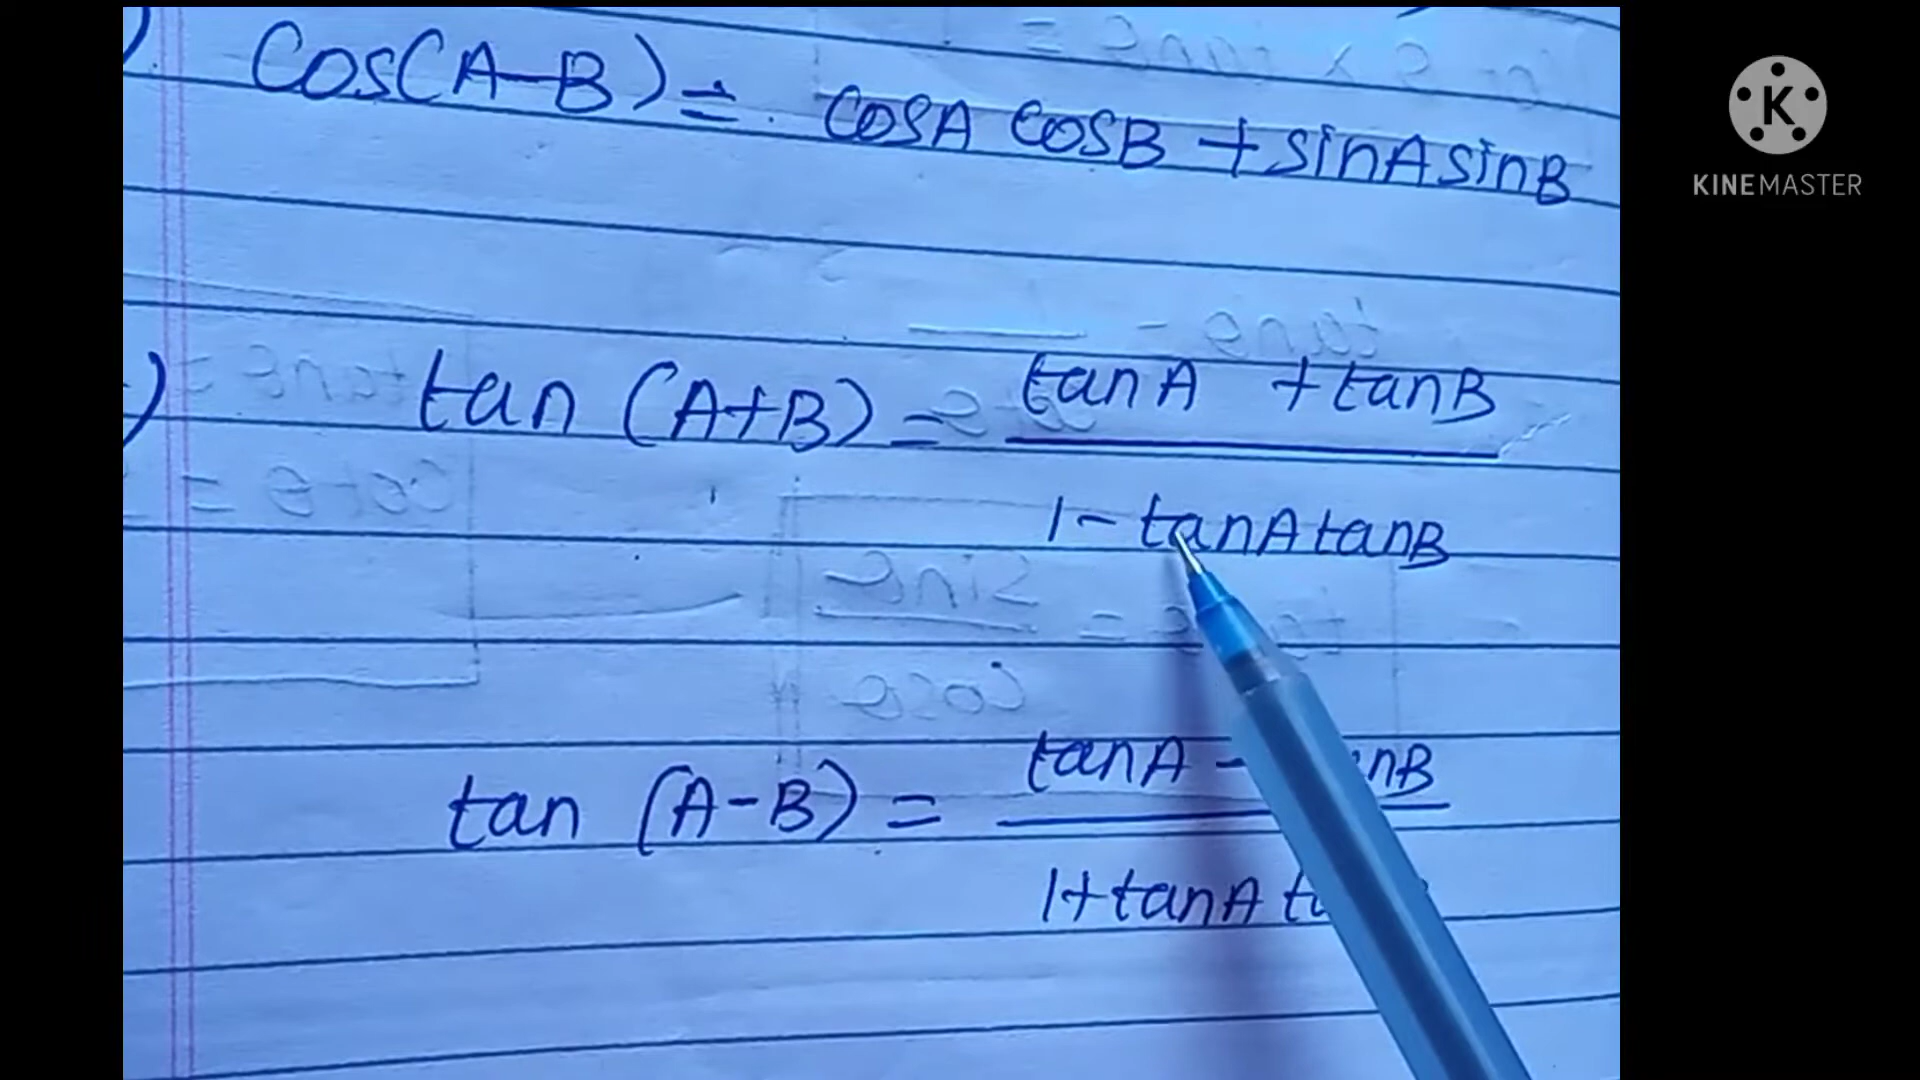 ) Cos(A-B) = cosA cosB + sinA sinB
) tan (A+B) = tanA + tanB
1 - tanA tanB
tan (A-B) = tanA -
1 + tanA
KINEMASTER